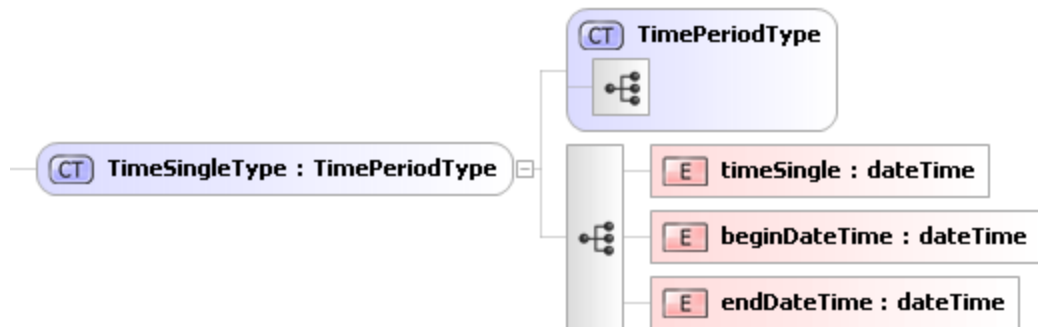 CT TimePeriodType
CT TimeSingleType : TimePeriodType
E timeSingle : dateTime
E beginDateTime : dateTime
E endDateTime : dateTime